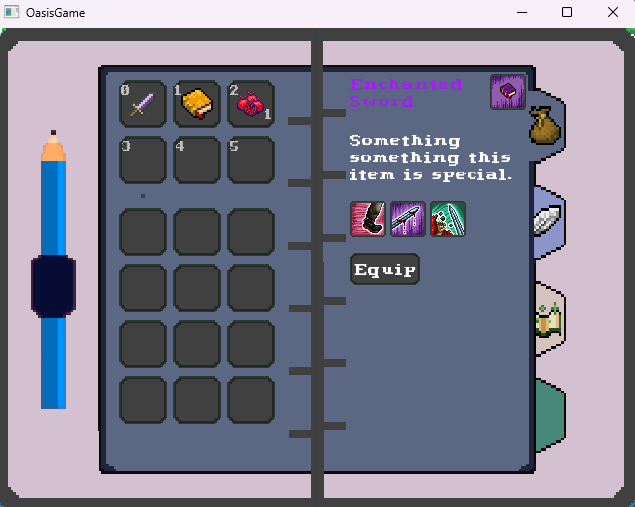 OasisGame
0 1 2
1
3 4 5
Enchanted
Sword
Something
something this
item is special.
Equip